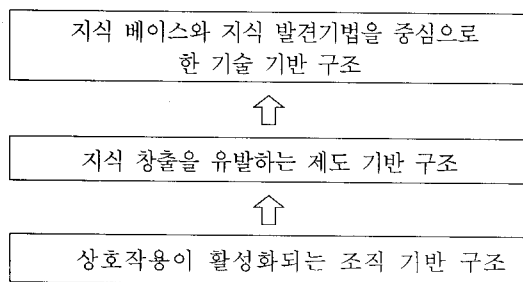 지식 베이스와 지식 발견기법을 중심으로
한 기술 기반 구조
지식 창출을 유발하는 제도 기반 구조
상호작용이 활성화되는 조직 기반 구조